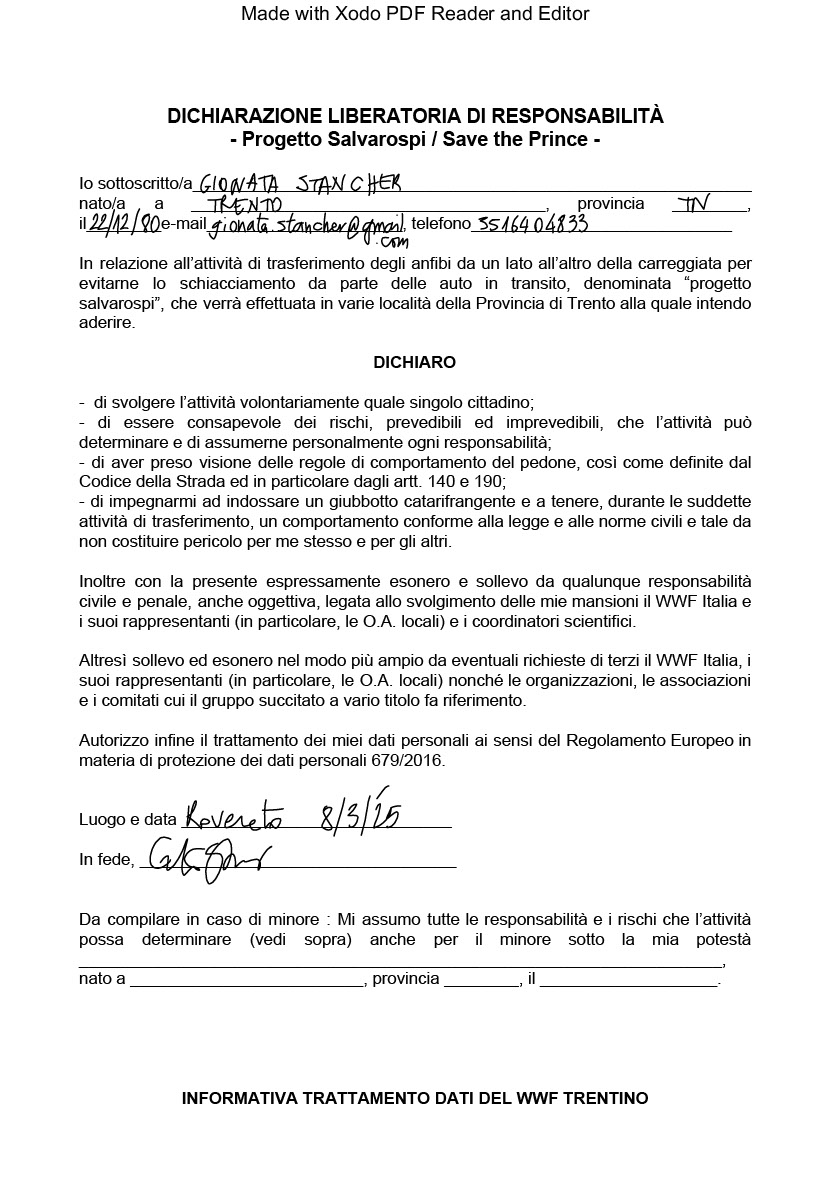 Made with Xodo PDF Reader and Editor
DICHIARAZIONE LIBERATORIA DI RESPONSABILITÀ
- Progetto Salvarospi / Save the Prince -
Io sottoscritto/a GIONATA STANCHER
nato/a a TRENTO, provincia TN,
il 22/12/80 e-mail gionata.stancher@gmail.com, telefono 3516404833
In relazione all'attività di trasferimento degli anfibi da un lato all'altro della carreggiata per
evitarne lo schiacciamento da parte delle auto in transito, denominata “progetto
salvarospi”, che verrà effettuata in varie località della Provincia di Trento alla quale intendo
aderire.
DICHIARO
- di svolgere l'attività volontariamente quale singolo cittadino;
- di essere consapevole dei rischi, prevedibili ed imprevedibili, che l'attività può
determinare e di assumerne personalmente ogni responsabilità;
- di aver preso visione delle regole di comportamento del pedone, così come definite dal
Codice della Strada ed in particolare dagli artt. 140 e 190;
- di impegnarmi ad indossare un giubbotto catarifrangente e a tenere, durante le suddette
attività di trasferimento, un comportamento conforme alla legge e alle norme civili e tale da
non costituire pericolo per me stesso e per gli altri.
Inoltre con la presente espressamente esonero e sollevo da qualunque responsabilità
civile e penale, anche oggettiva, legata allo svolgimento delle mie mansioni il WWF Italia e
i suoi rappresentanti (in particolare, le O.A. locali) e i coordinatori scientifici.
Altresì sollevo ed esonero nel modo più ampio da eventuali richieste di terzi il WWF Italia, i
suoi rappresentanti (in particolare, le O.A. locali) nonché le organizzazioni, le associazioni
e i comitati cui il gruppo succitato a vario titolo fa riferimento.
Autorizzo infine il trattamento dei miei dati personali ai sensi del Regolamento Europeo in
materia di protezione dei dati personali 679/2016.
Luogo e data Rovereto 8/3/25
In fede,
Da compilare in caso di minore : Mi assumo tutte le responsabilità e i rischi che l'attività
possa determinare (vedi sopra) anche per il minore sotto la mia potestà
,
nato a , provincia , il .
INFORMATIVA TRATTAMENTO DATI DEL WWF TRENTINO